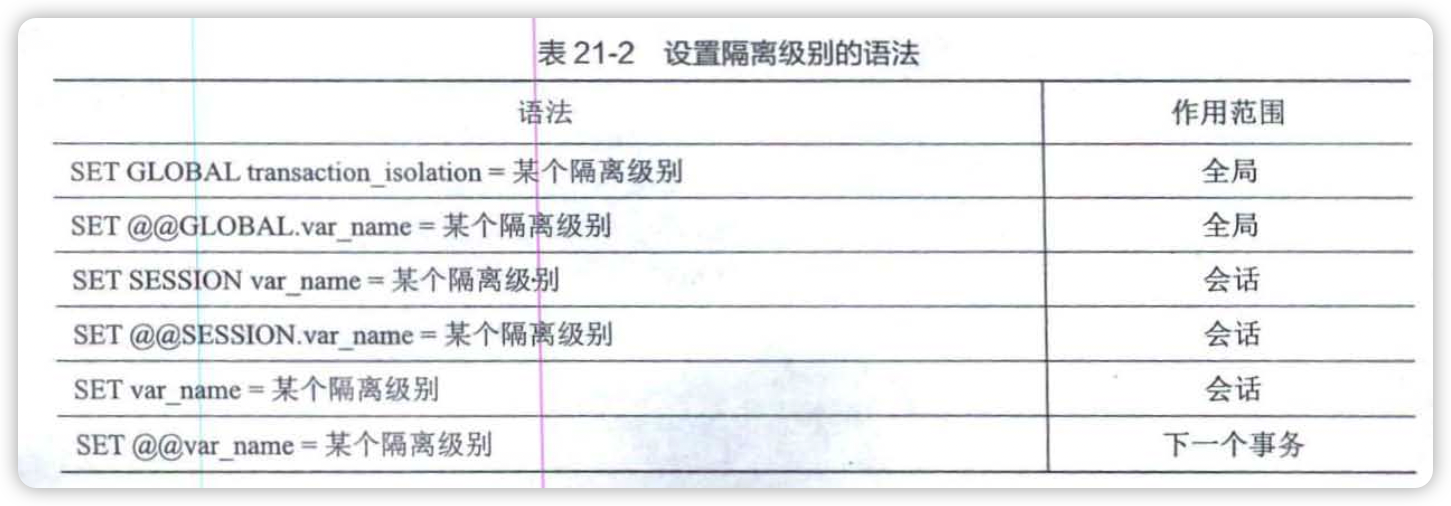 表 21-2 设置隔离级别的语法
语法 作用范围
SET GLOBAL transaction_isolation = 某个隔离级别 全局
SET @@GLOBAL.var_name = 某个隔离级别 全局
SET SESSION var_name = 某个隔离级别 会话
SET @@SESSION.var_name = 某个隔离级别 会话
SET var_name = 某个隔离级别 会话
SET @@var_name = 某个隔离级别 下一个事务